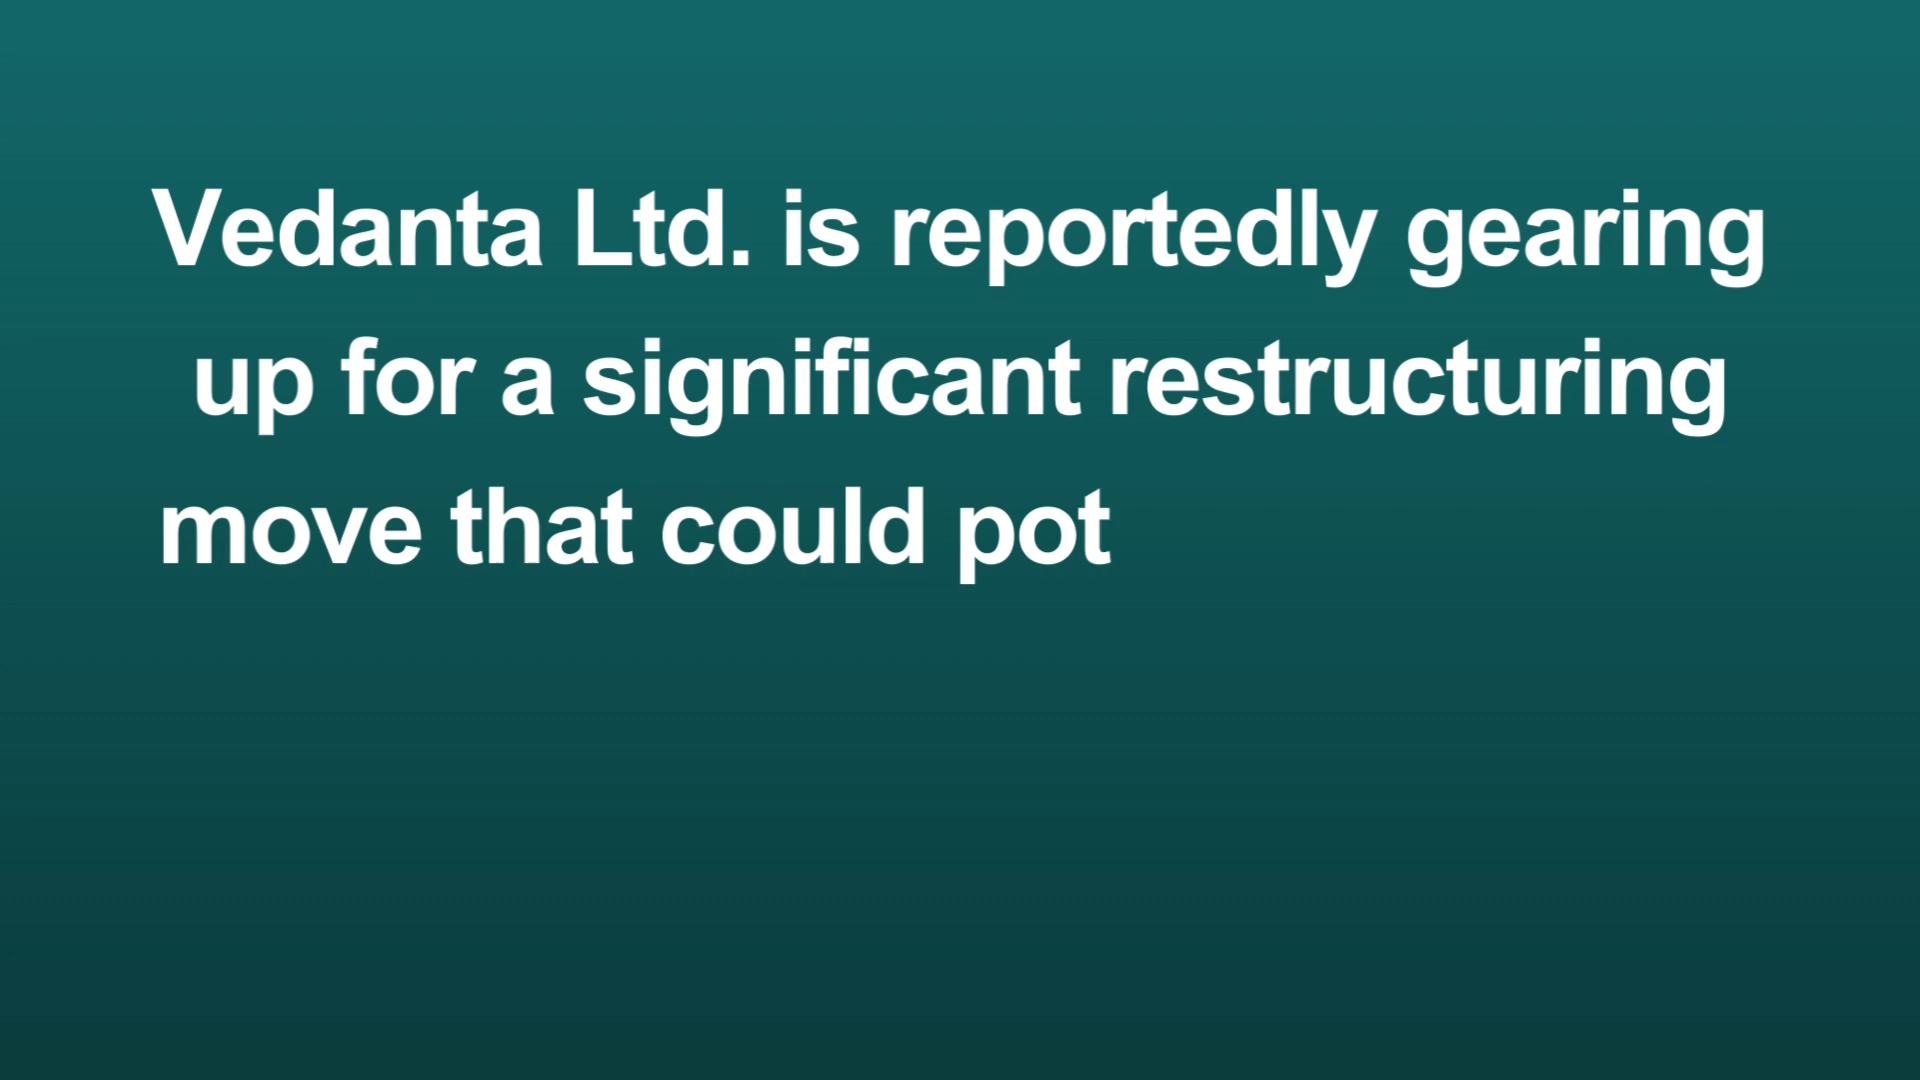 Vedanta Ltd. is reportedly gearing
up for a significant restructuring
move that could pot